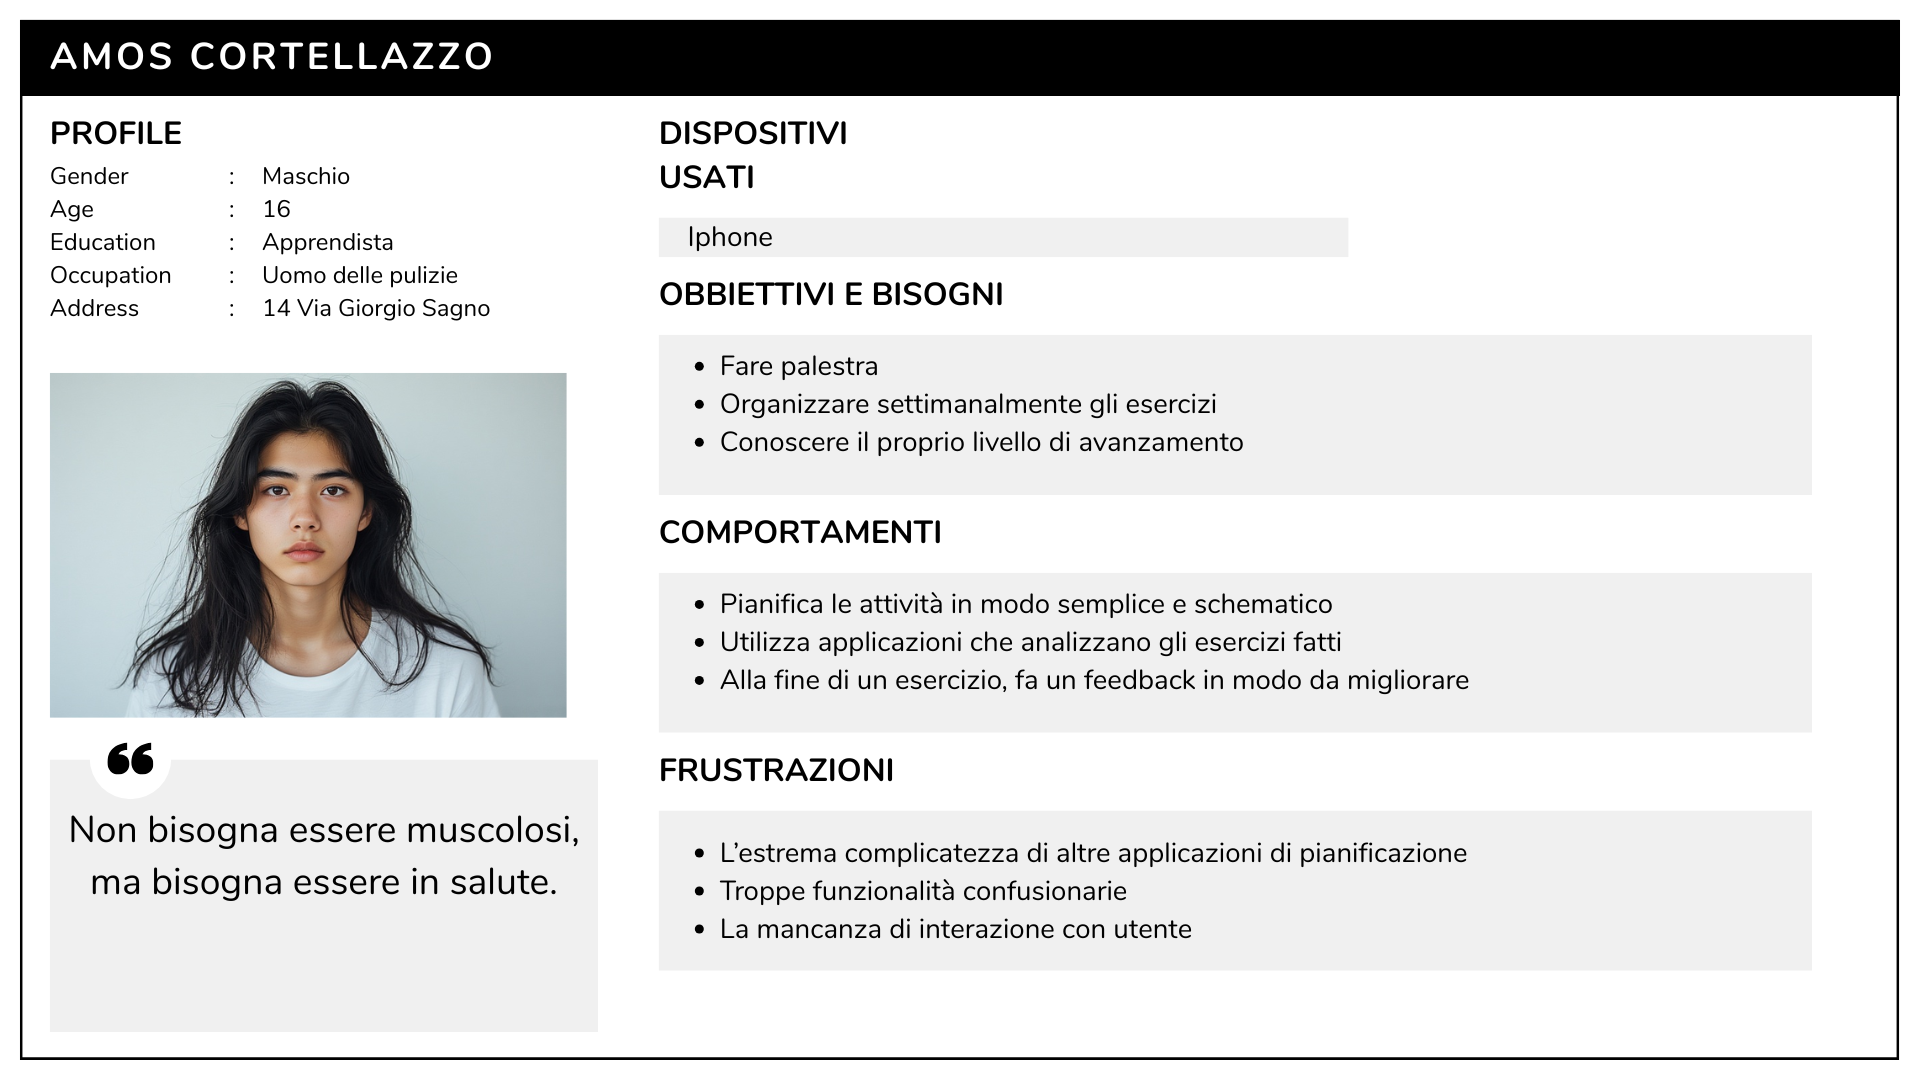 AMOS CORTELLAZZO
PROFILE
Gender : Maschio
Age : 16
Education : Apprendista
Occupation : Uomo delle pulizie
Address : 14 Via Giorgio Sagno
“
Non bisogna essere muscolosi,
ma bisogna essere in salute.
DISPOSITIVI
USATI
Iphone
OBBIETTIVI E BISOGNI
• Fare palestra
• Organizzare settimanalmente gli esercizi
• Conoscere il proprio livello di avanzamento
COMPORTAMENTI
• Pianifica le attività in modo semplice e schematico
• Utilizza applicazioni che analizzano gli esercizi fatti
• Alla fine di un esercizio, fa un feedback in modo da migliorare
FRUSTRAZIONI
• L’estrema complicatezza di altre applicazioni di pianificazione
• Troppe funzionalità confusionarie
• La mancanza di interazione con utente